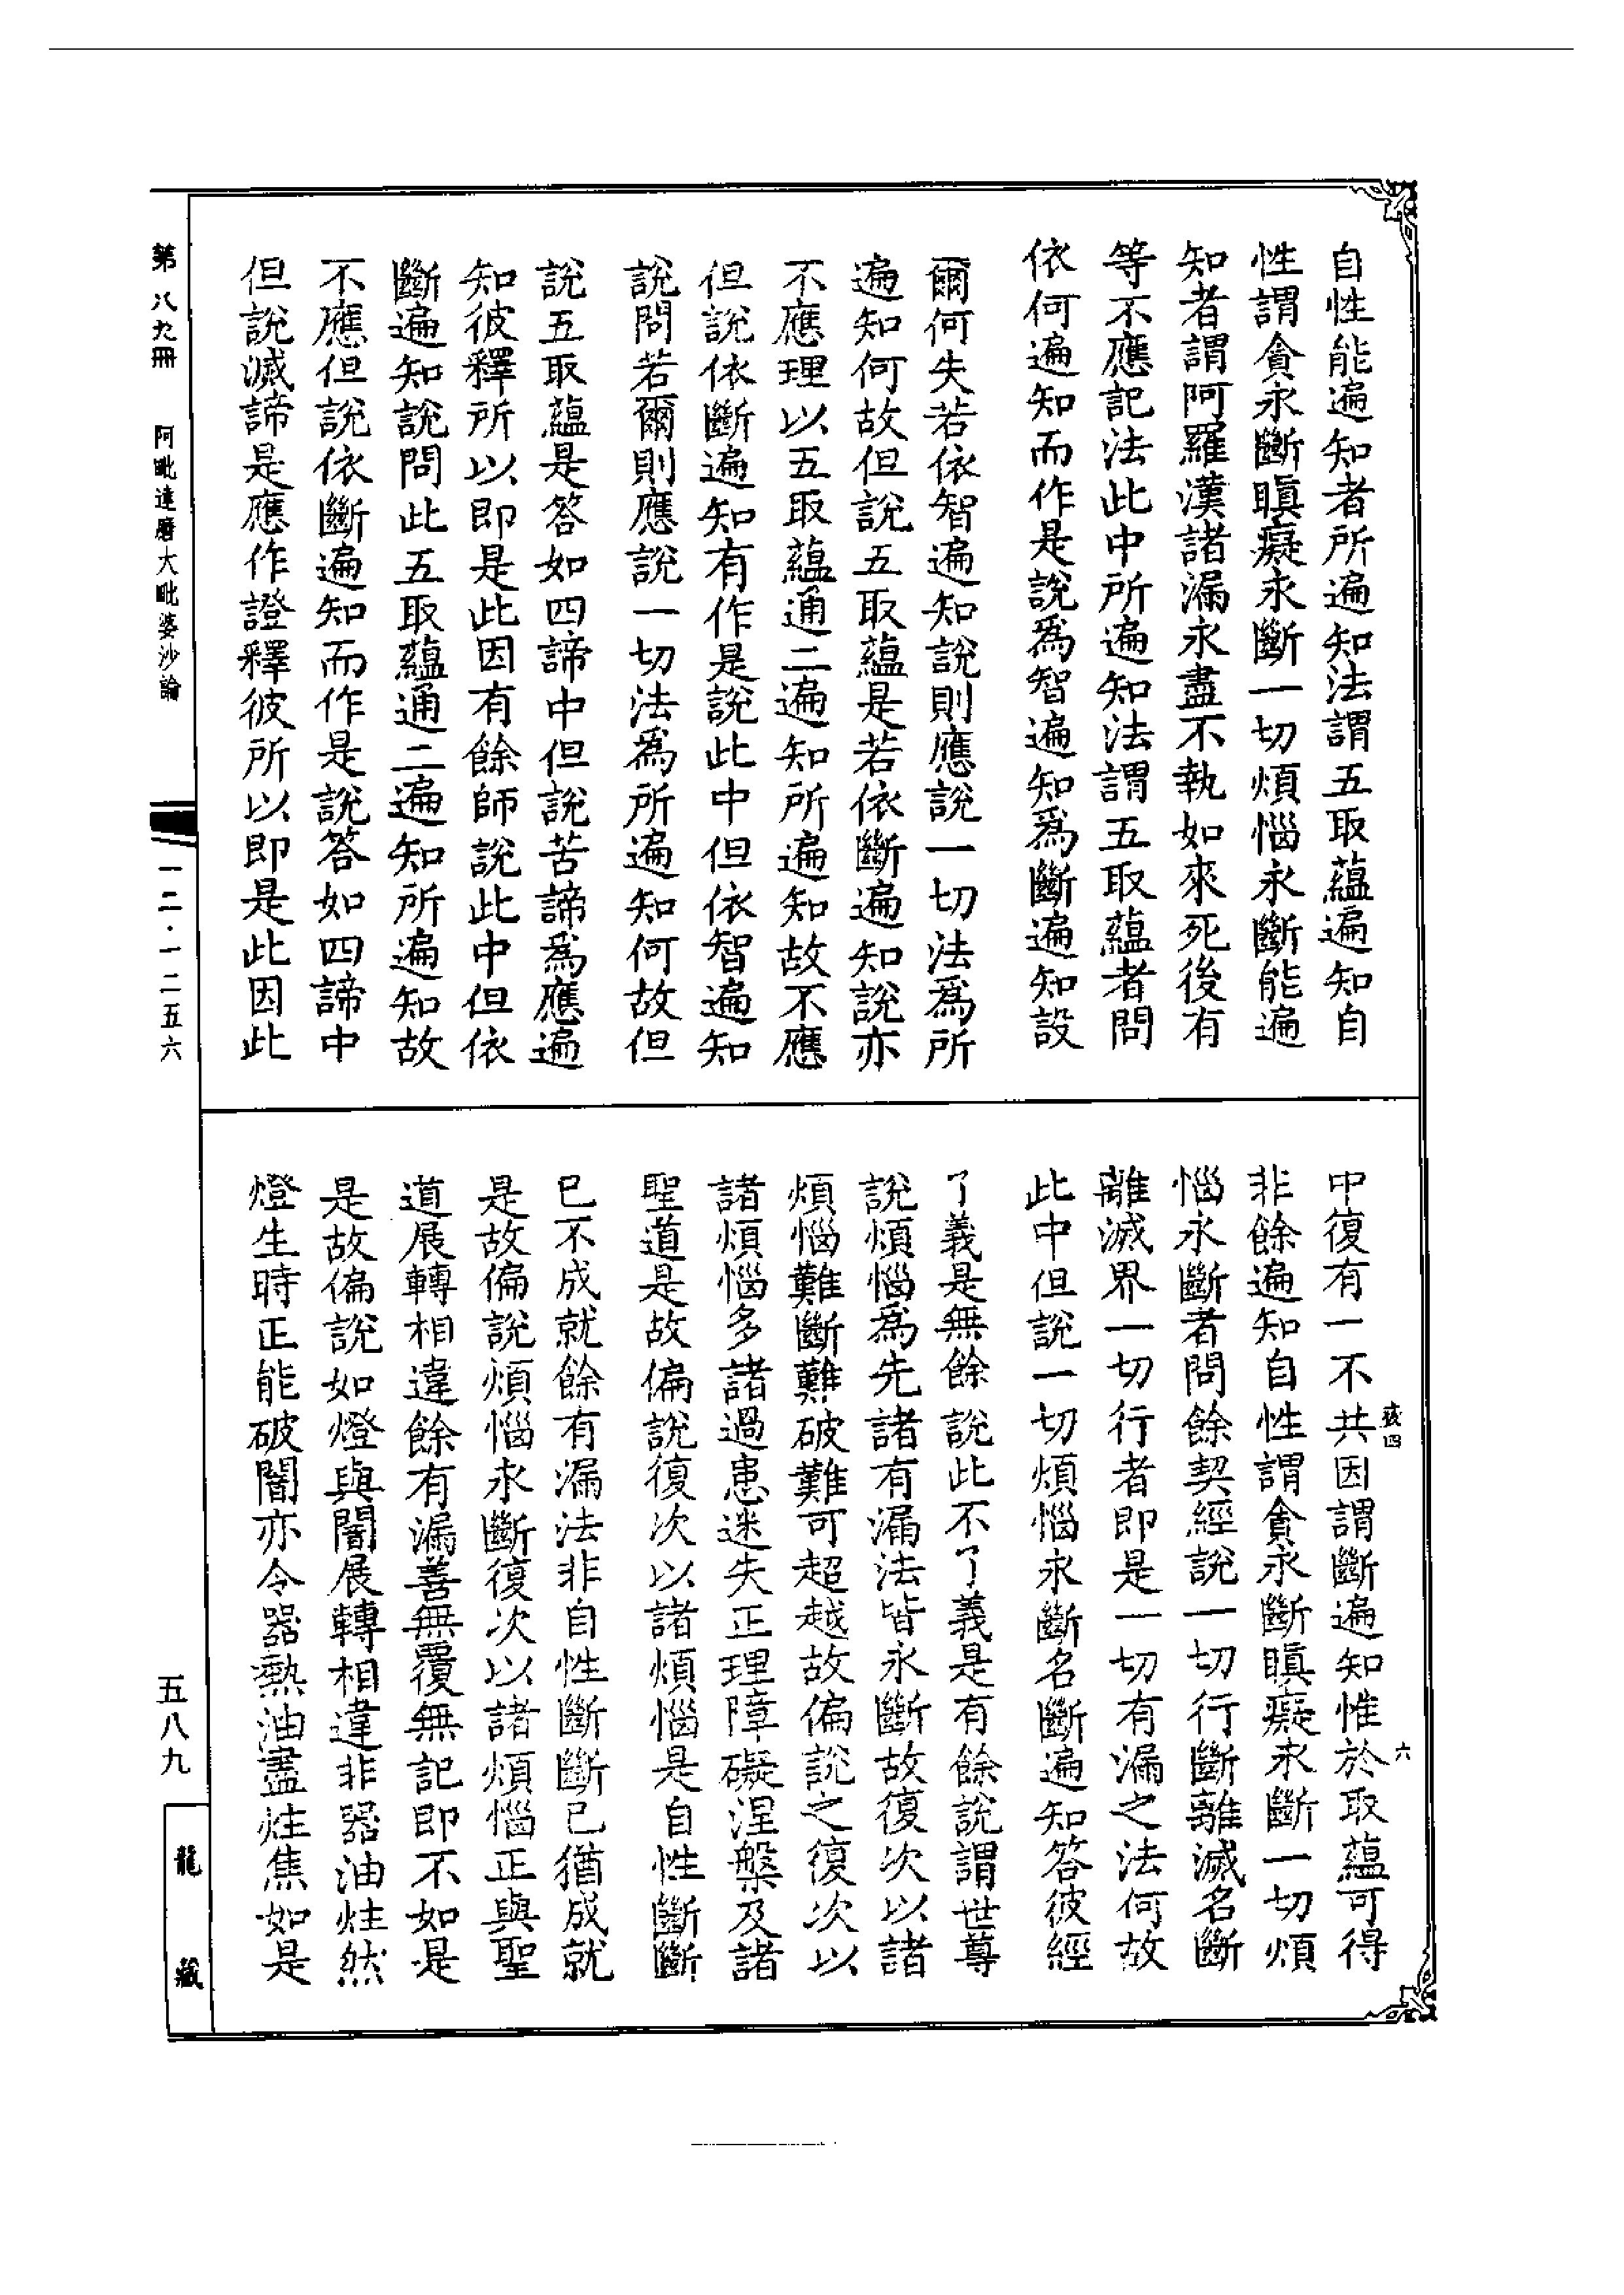 自性能遍知者所遍知法謂五取蘊遍知自
性謂貪永斷瞋癡永斷一切煩惱永斷能遍
知者謂阿羅漢諸漏永盡不執如來死後有
等不應記法此中所遍知法謂五取蘊者問
依何遍知而作是說爲智遍知爲斷遍知設
爾何失若依智遍知說則應說一切法爲所
遍知何故但說五取蘊是若依斷遍知說亦
不應理以五取蘊通二遍知所遍知故不應
但說依斷遍知有作是說此中但依智遍知
說問若爾則應說一切法爲所遍知何故但
說五取蘊是答如四諦中但說苦諦爲應遍
知彼釋所以即是此因有餘師說此中但依
斷遍知說問此五取蘊通二遍知所遍知故
不應但說依斷遍知而作是說答如四諦中
但說滅諦是應作證釋彼所以即是此因此
中復有一不共因謂斷遍知惟於取蘊可得
非餘遍知自性謂貪永斷瞋癡永斷一切煩
惱永斷者問餘契經說一切行斷離滅名斷
離滅界一切行者即是一切有漏之法何故
此中但說一切煩惱永斷名斷遍知答彼經
了義是無餘說此不了義是有餘說謂世尊
說煩惱爲先諸有漏法皆永斷故復次以諸
煩惱難斷難破難可超越故偏說之復次以
諸煩惱多諸過患迷失正理障礙涅槃及諸
聖道是故偏說復次以諸煩惱是自性斷斷
已不成就餘有漏法非自性斷斷已猶成就
是故偏說煩惱永斷復次以諸煩惱正與聖
道展轉相違餘有漏善無覆無記即不如是
是故偏說如燈與闇展轉相違非器油炷然
燈生時正能破闇亦令器熱油盡炷焦如是
六
第八九冊
阿毗達磨大毗婆沙論
一二·一二五六
五八九
龍藏